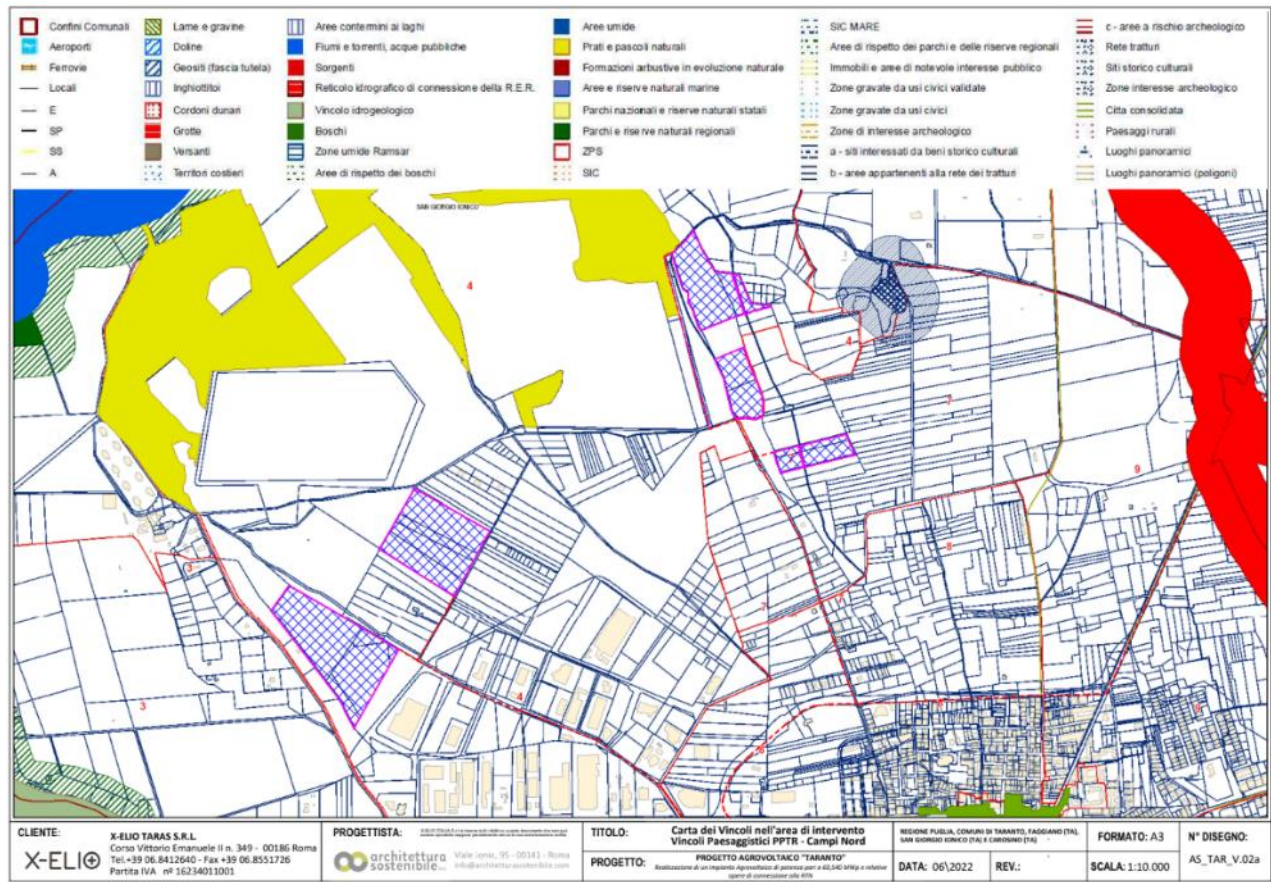 Confini Comunali
Aeroporti
Ferrovie
Locali
E
SP
SS
A
Lame e gravine
Doline
Geositi (fascia tutela)
Inghiottitoi
Cordoni dunari
Grotte
Versanti
Territori costieri
Aree contermini ai laghi
Fiumi e torrenti, acque pubbliche
Sorgenti
Reticolo idrografico di connessione della R.E.R.
Vincolo idrogeologico
Boschi
Zone umide Ramsar
Aree di rispetto dei boschi
Aree umide
Prati e pascoli naturali
Formazioni arbustive in evoluzione naturale
Aree e riserve naturali marine
Parchi nazionali e riserve naturali statali
Parchi e riserve naturali regionali
ZPS
SIC
SIC MARE
Aree di rispetto dei parchi e delle riserve regionali
Immobili e aree di notevole interesse pubblico
Zone gravate da usi civici validate
Zone gravate da usi civici
Zone di interesse archeologico
a - siti interessati da beni storico culturali
b - aree appartenenti alla rete dei tratturi
c - aree a rischio archeologico
Rete tratturi
Siti storico culturali
Zone interesse archeologico
Citta consolidata
Paesaggi rurali
Luoghi panoramici
Luoghi panoramici (poligoni)
SAN GIORGIO IONICO
4
4
7
9
8
3
7
4
3
CLIENTE:
X-ELIO
X-ELIO TARAS S.R.L.
Corso Vittorio Emanuele II n. 349 - 00186 Roma
Tel.+39 06.8412640 - Fax +39 06.8551726
Partita IVA n° 16234011001
PROGETTISTA:
architettura
sostenibile
Viale Ionio, 95 - 00141 - Roma
info@architetturasostenibile.com
TITOLO:
Carta dei Vincoli nell'area di intervento
Vincoli Paesaggistici PPTR - Campi Nord
PROGETTO:
PROGETTO AGROVOLTAICO "TARANTO"
REGIONE PUGLIA, COMUNI DI TARANTO, FAGGIANO (TA),
SAN GIORGIO IONICO (TA) E CAROSINO (TA)
DATA: 06\2022
REV.:
FORMATO: A3
SCALA: 1:10.000
N° DISEGNO:
AS_TAR_V.02a